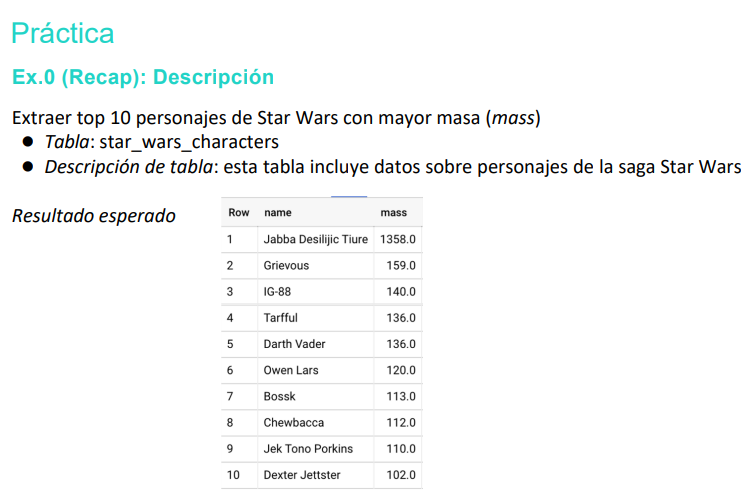 Práctica
Ex.0 (Recap): Descripción
Extraer top 10 personajes de Star Wars con mayor masa (mass)
● Tabla: star_wars_characters
● Descripción de tabla: esta tabla incluye datos sobre personajes de la saga Star Wars
Resultado esperado
Row name mass
1 Jabba Desilijic Tiure 1358.0
2 Grievous 159.0
3 IG-88 140.0
4 Tarfful 136.0
5 Darth Vader 136.0
6 Owen Lars 120.0
7 Bossk 113.0
8 Chewbacca 112.0
9 Jek Tono Porkins 110.0
10 Dexter Jettster 102.0